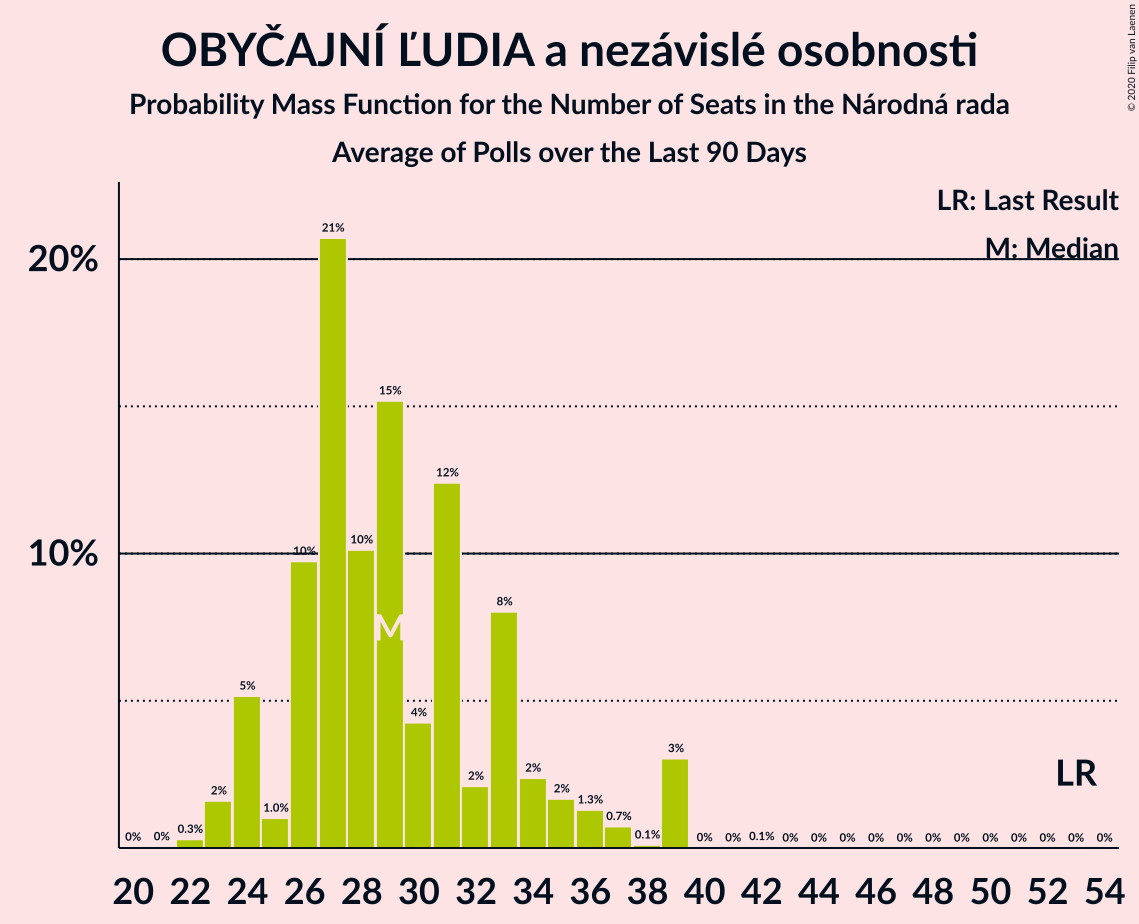 OBYČAJNÍ ĽUDIA a nezávislé osobnosti
Probability Mass Function for the Number of Seats in the Národná rada
Average of Polls over the Last 90 Days
© 2020 Filip van Laenen
LR: Last Result
M: Median
20%
10%
0% 0% 0.3% 2% 5% 1.0% 10% 21% 10% 15% 4% 12% 2% 8% 2% 2% 1.3% 0.7% 0.1% 3% 0% 0% 0.1% 0% 0% 0% 0% 0% 0% 0% 0% 0% 0% 0% 0%
M
LR
20 22 24 26 28 30 32 34 36 38 40 42 44 46 48 50 52 54